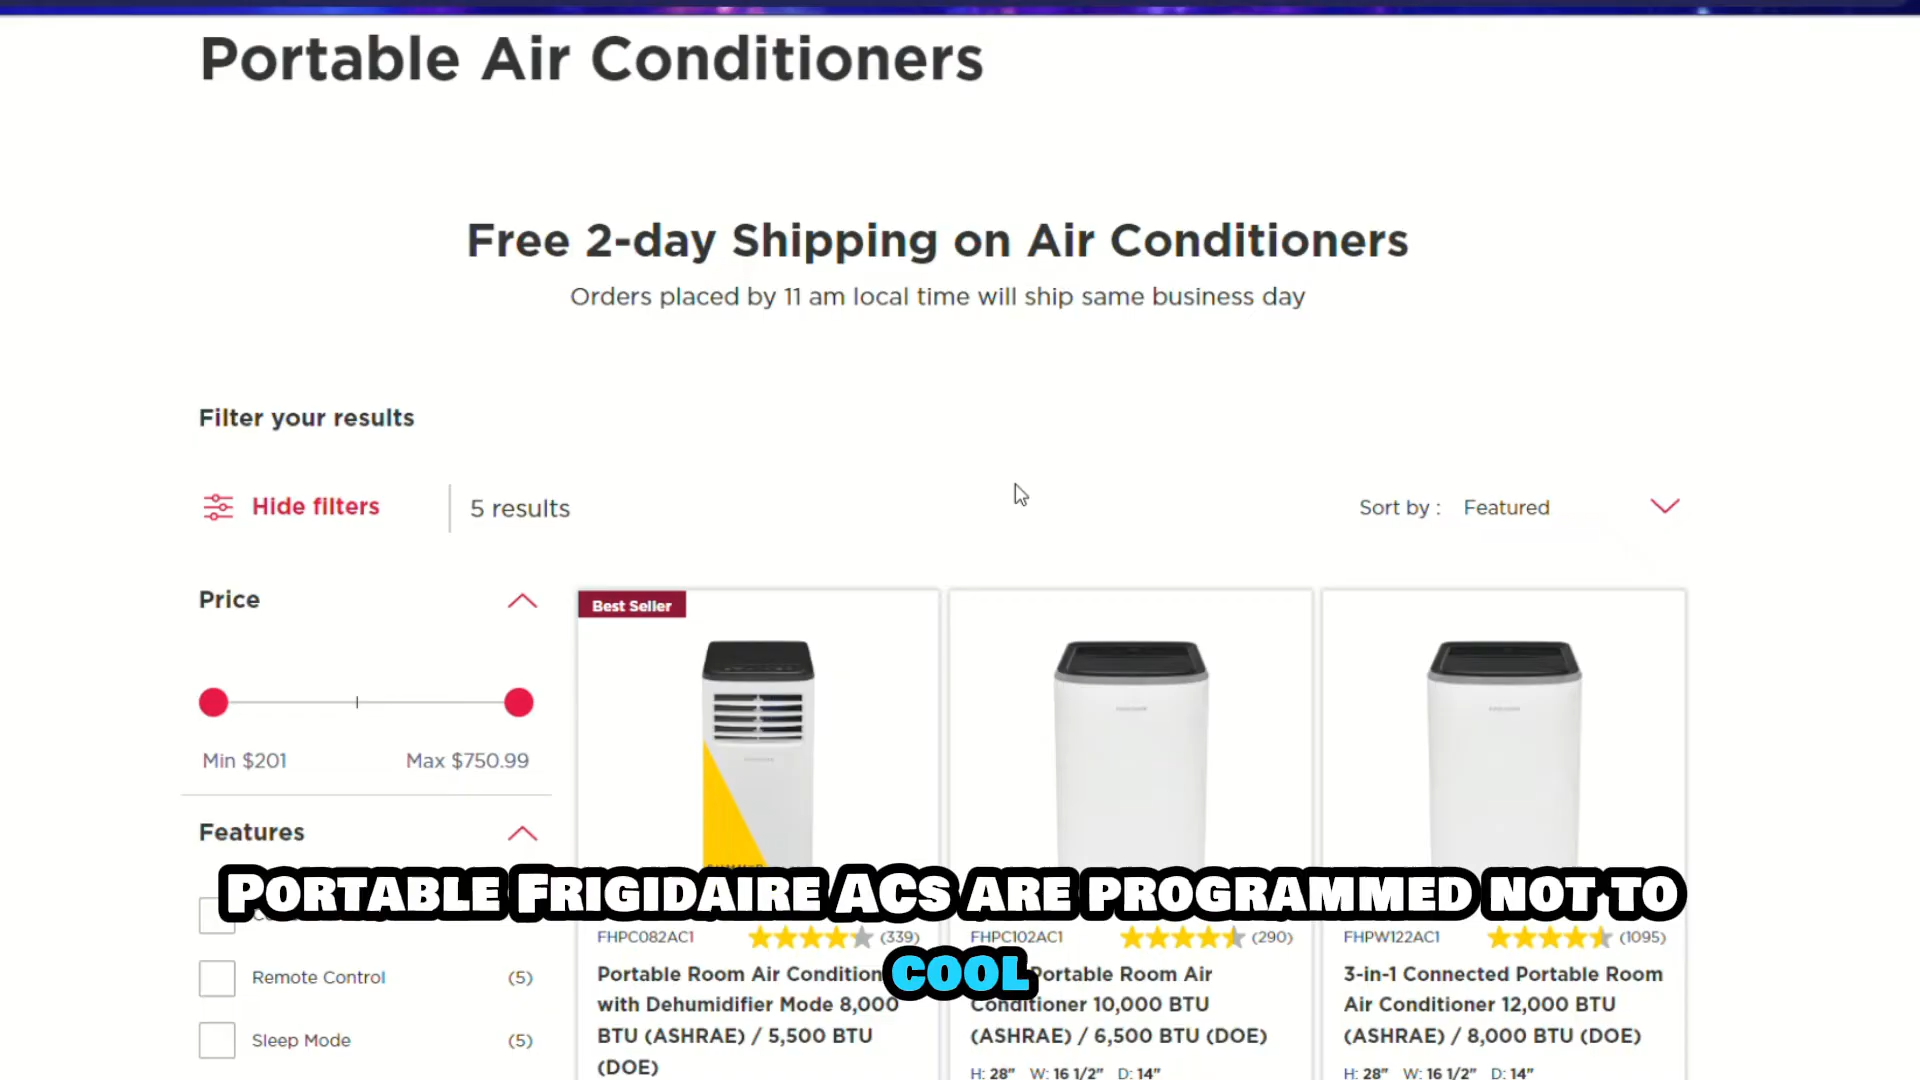 Portable Air Conditioners
Free 2-day Shipping on Air Conditioners
Orders placed by 11 am local time will ship same business day
Filter your results
Hide filters
5 results
Sort by : Featured
Price
Min $201
Max $750.99
Features
Remote Control (5)
Sleep Mode (5)
Best Seller
PORTABLE FRIGIDAIRE ACS ARE PROGRAMMED NOT TO
COOL
FHPC082AC1 (339)
Portable Room Air Condition
with Dehumidifier Mode 8,000
BTU (ASHRAE) / 5,500 BTU
(DOE)
FHPC102AC1 (290)
Portable Room Air
Conditioner 10,000 BTU
(ASHRAE) / 6,500 BTU (DOE)
H: 28" W: 16 1/2" D: 14"
FHPW122AC1 (1095)
3-in-1 Connected Portable Room
Air Conditioner 12,000 BTU
(ASHRAE) / 8,000 BTU (DOE)
H: 28" W: 16 1/2" D: 14"